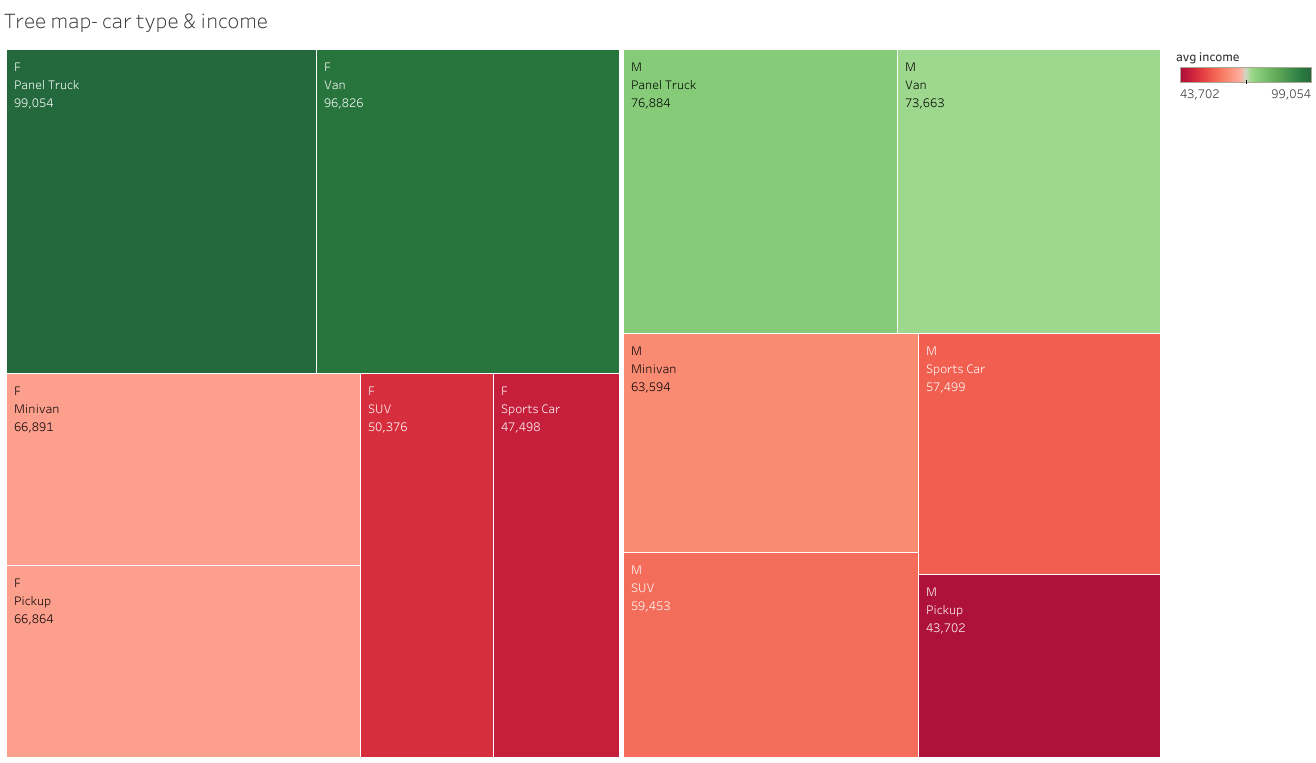 Tree map- car type & income
F
Panel Truck
99,054
F
Van
96,826
M
Panel Truck
76,884
M
Van
73,663
avg income
43,702 99,054
F
Minivan
66,891
F
SUV
50,376
F
Sports Car
47,498
M
Minivan
63,594
M
Sports Car
57,499
F
Pickup
66,864
M
SUV
59,453
M
Pickup
43,702